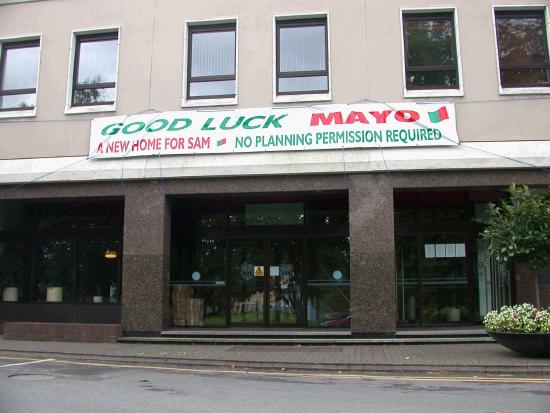 GOOD LUCK MAYO
A NEW HOME FOR SAM NO PLANNING PERMISSION REQUIRED